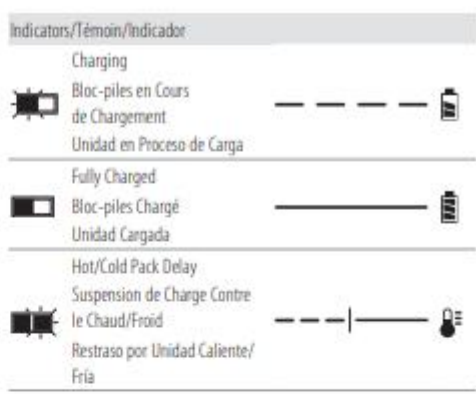 Indicators/Témoin/Indicador
Charging
Bloc-piles en Cours
de Chargement
Unidad en Proceso de Carga
Fully Charged
Bloc-piles Chargé
Unidad Cargada
Hot/Cold Pack Delay
Suspension de Charge Contre
le Chaud/Froid
Restraso por Unidad Caliente/
Fría